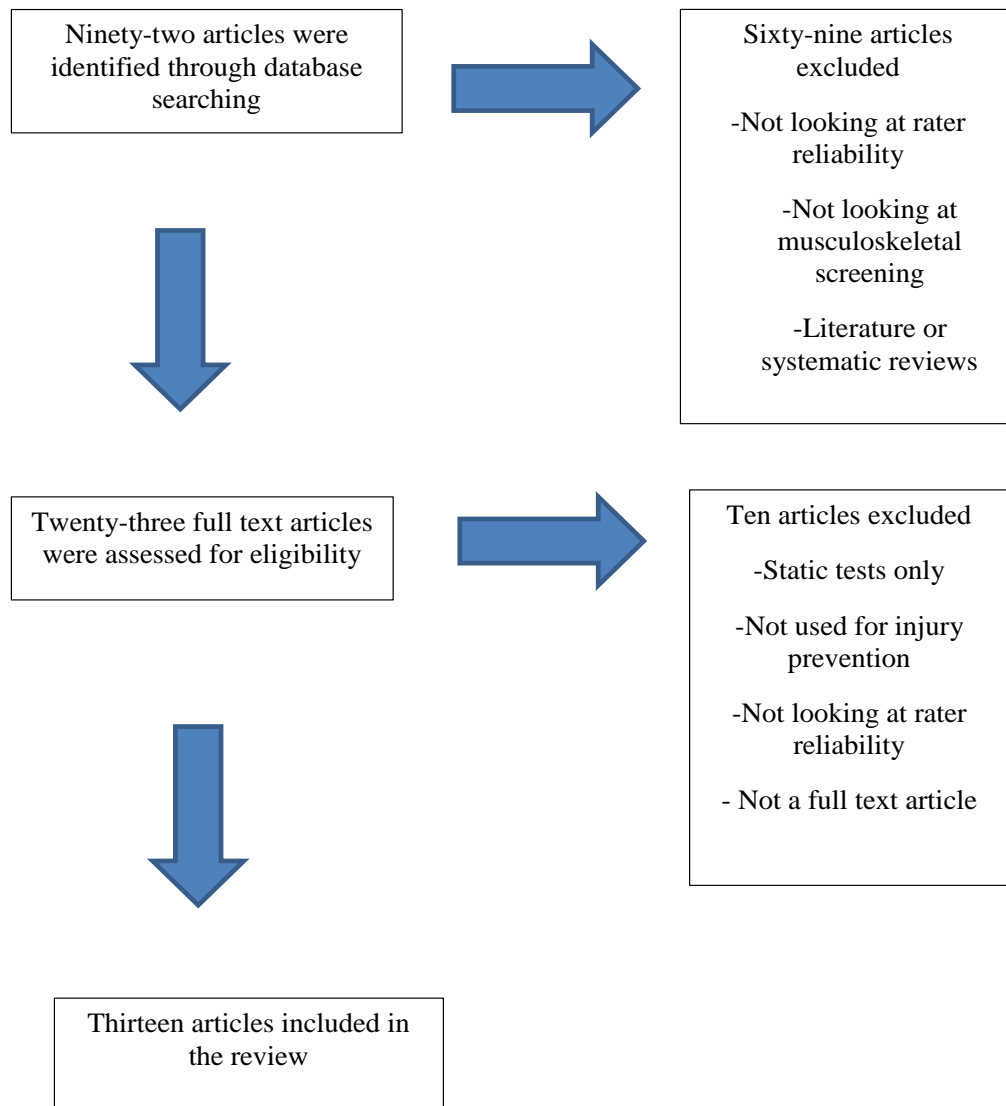 Ninety-two articles were
identified through database
searching
Sixty-nine articles
excluded
-Not looking at rater
reliability
-Not looking at
musculoskeletal
screening
-Literature or
systematic reviews
Twenty-three full text articles
were assessed for eligibility
Ten articles excluded
-Static tests only
-Not used for injury
prevention
-Not looking at rater
reliability
- Not a full text article
Thirteen articles included in
the review